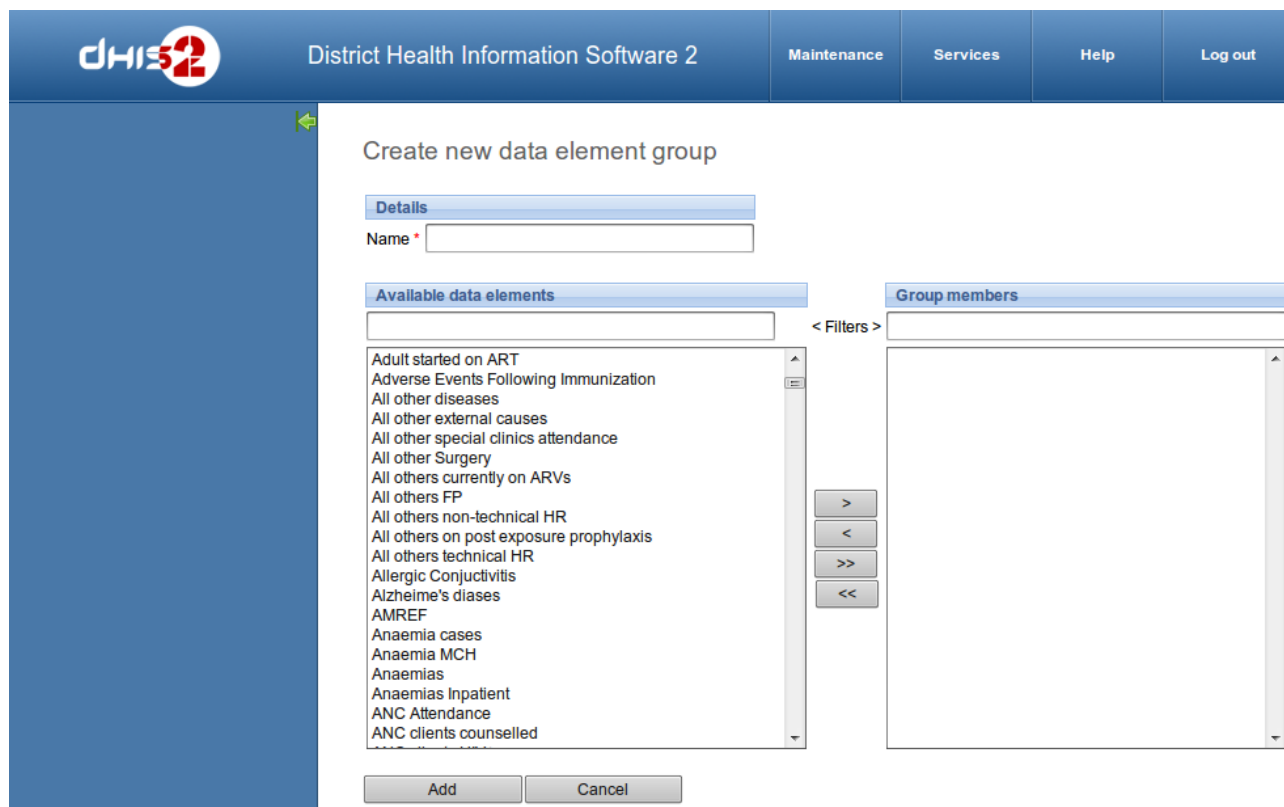 dHIS2
District Health Information Software 2
Maintenance
Services
Help
Log out
Create new data element group
Details
Name *
Available data elements
Group members
< Filters >
Adult started on ART
Adverse Events Following Immunization
All other diseases
All other external causes
All other special clinics attendance
All other Surgery
All others currently on ARVs
All others FP
All others non-technical HR
All others on post exposure prophylaxis
All others technical HR
Allergic Conjuctivitis
Alzheime's diases
AMREF
Anaemia cases
Anaemia MCH
Anaemias
Anaemias Inpatient
ANC Attendance
ANC clients counselled
>
<
>>
<<
Add
Cancel